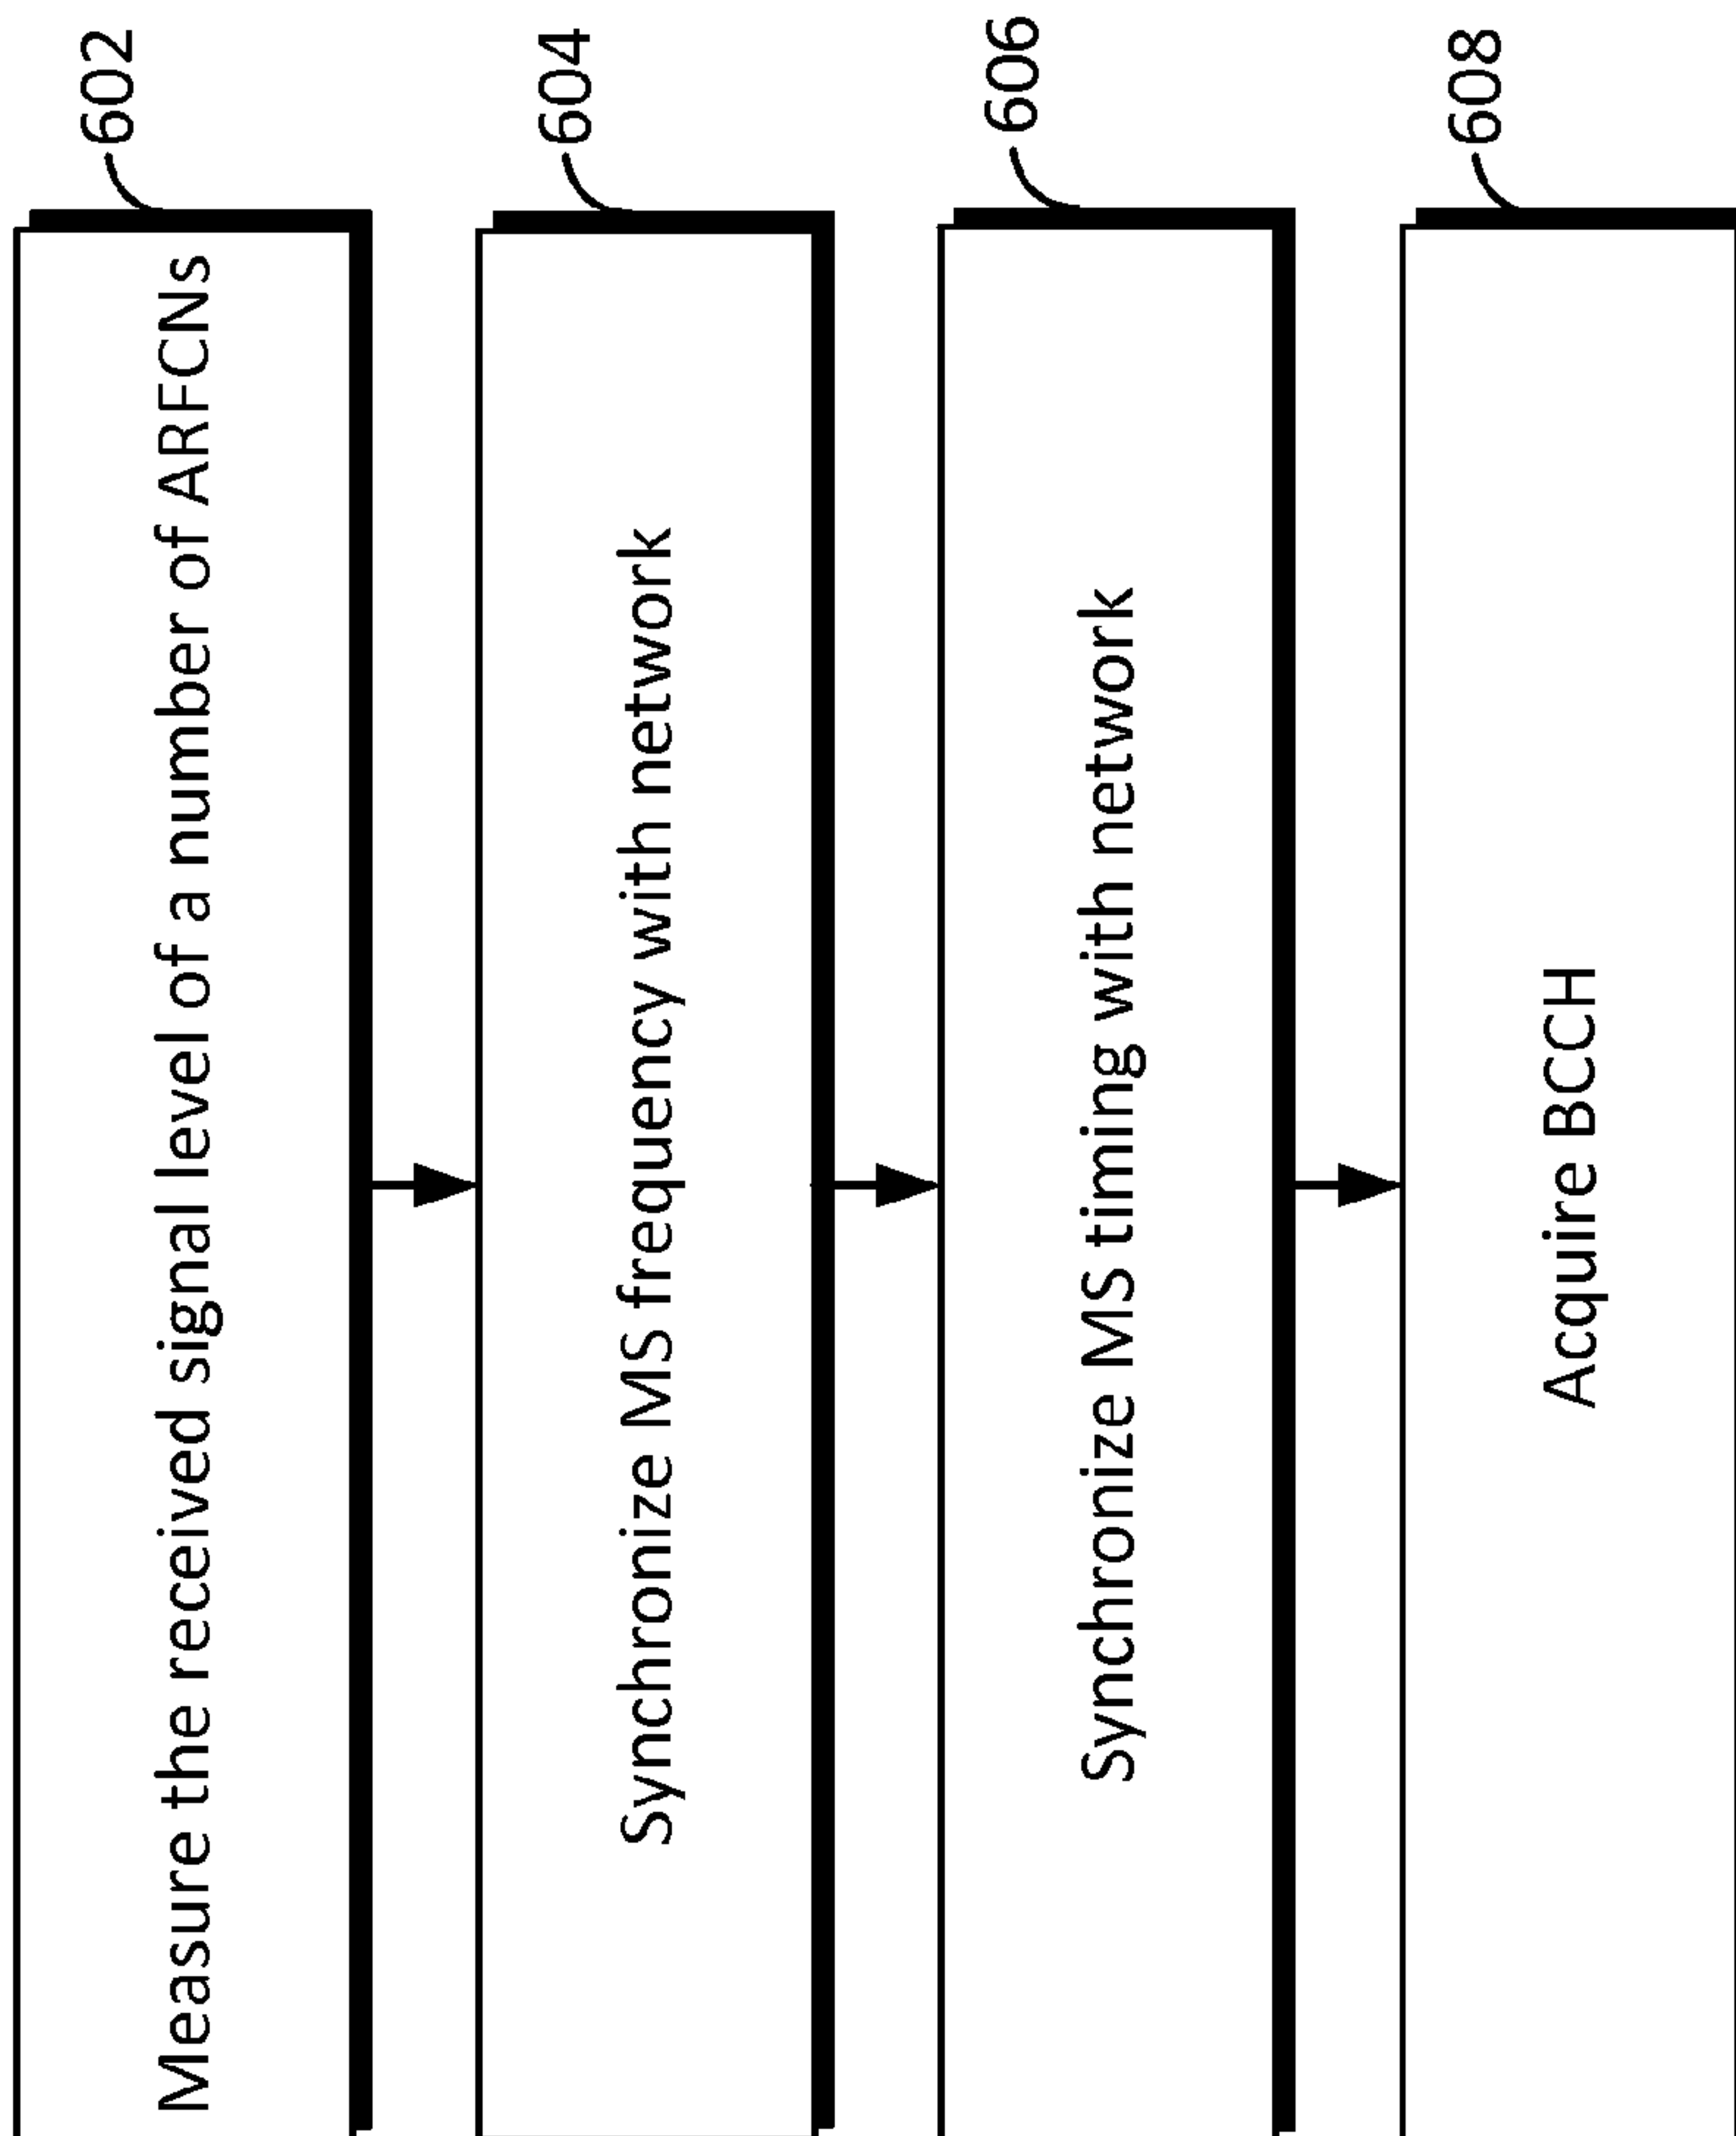 602
Measure the received signal level of a number of ARFCNs
604
Synchronize MS frequency with network
606
Synchronize MS timing with network
608
Acquire BCCH